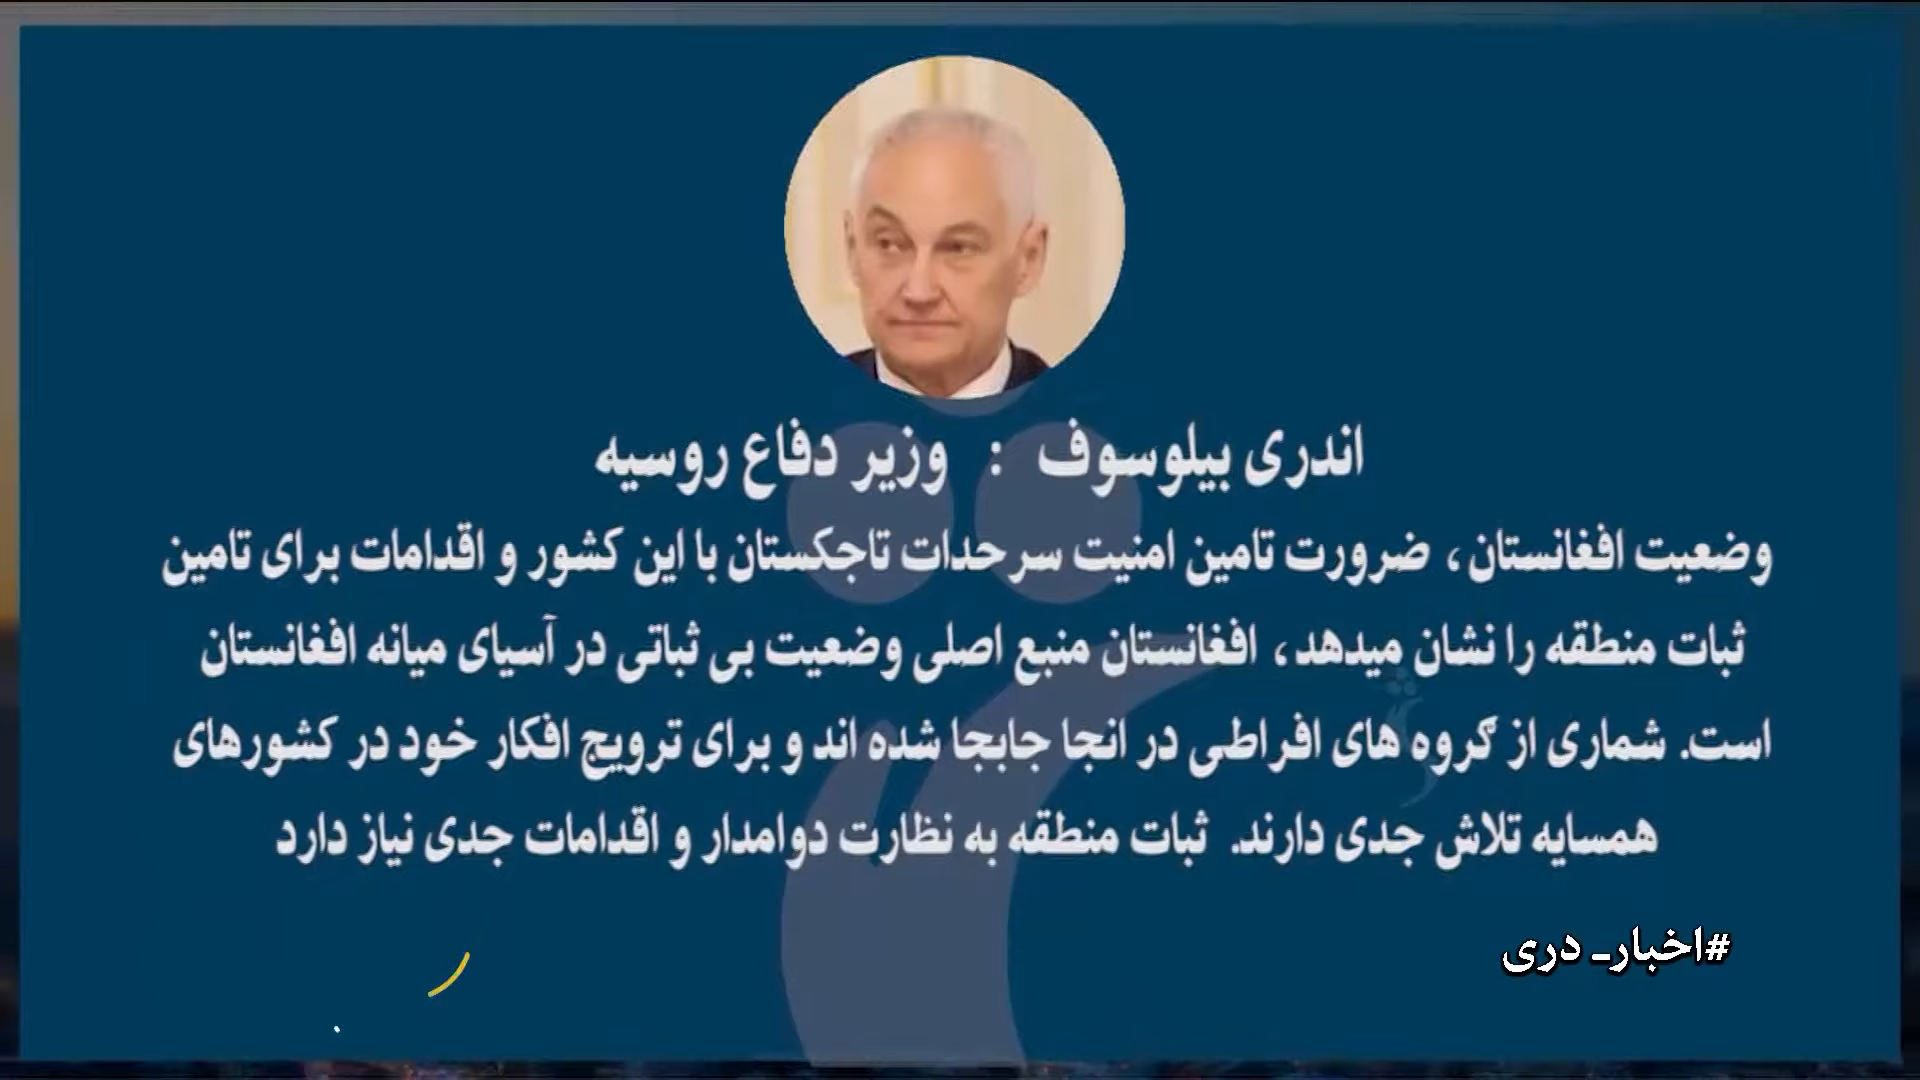 اندری بیلوسوف : وزیر دفاع روسیه
وضعیت افغانستان، ضرورت تامین امنیت سرحدات تاجکستان با این کشور و اقدامات برای تامین
ثبات منطقه را نشان میدهد، افغانستان منبع اصلی وضعیت بی ثباتی در آسیای میانه افغانستان
است. شماری از گروه های افراطی در انجا جابجا شده اند و برای ترویج افکار خود در کشورهای
همسایه تلاش جدی دارند. ثبات منطقه به نظارت دوامدار و اقدامات جدی نیاز دارد
#اخبارـ دری